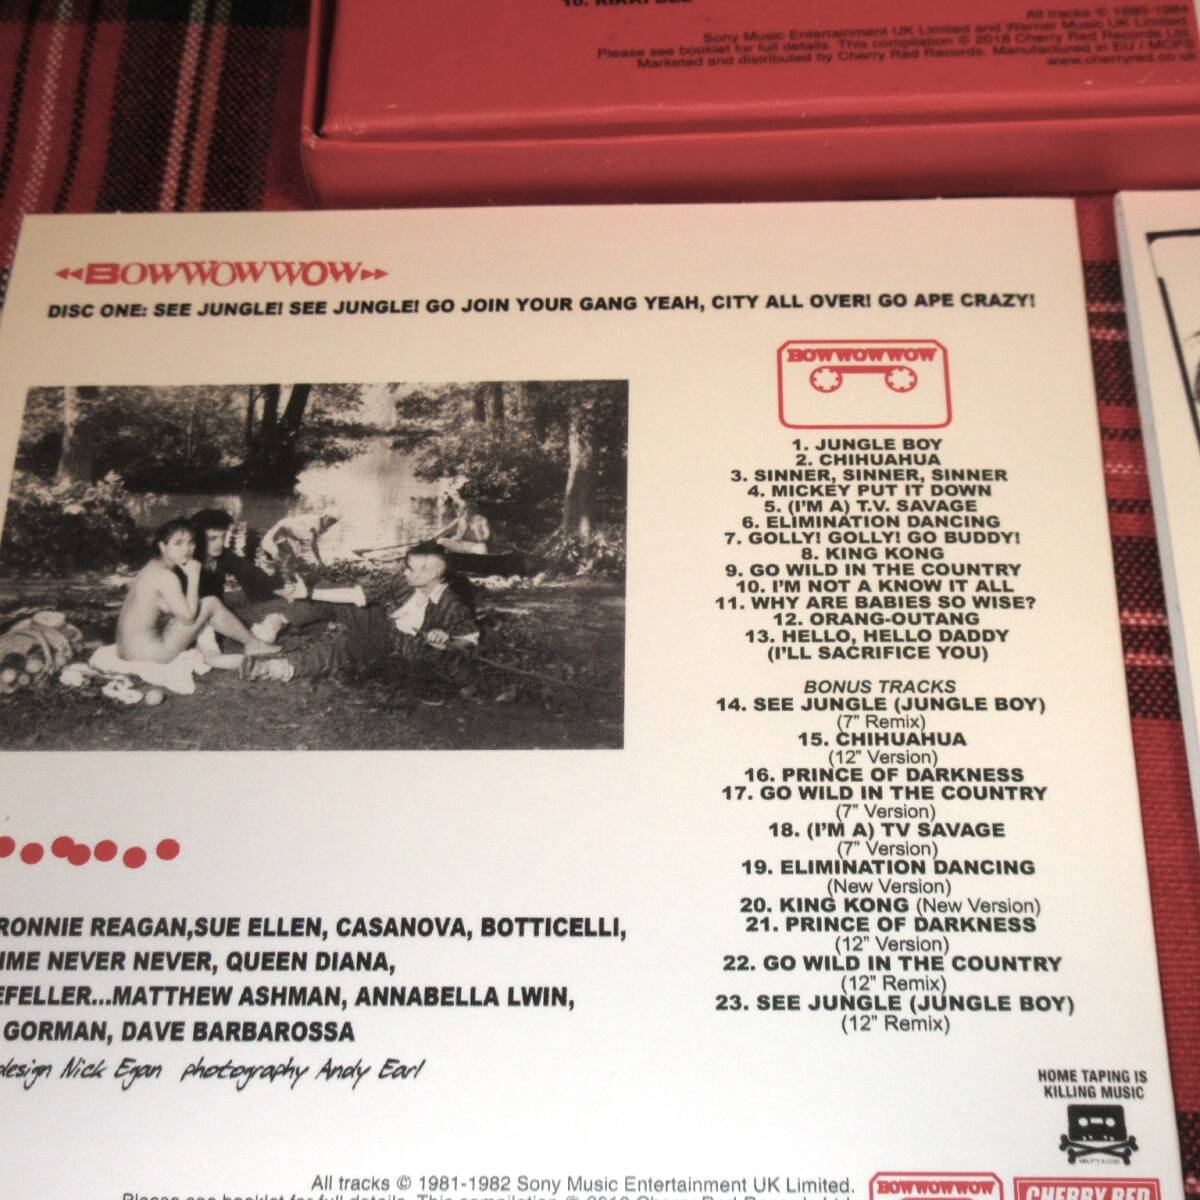 All tracks © 1980-1984
Sony Music Entertainment UK Limited and Warner Music UK Limited.
Please see booklet for full details. This compilation © 2018 Cherry Red Records Ltd.
Marketed and distributed by Cherry Red Records. Manufactured in EU / MCPS
www.cherryred.co.uk
BOWWOWWOW
DISC ONE: SEE JUNGLE! SEE JUNGLE! GO JOIN YOUR GANG YEAH, CITY ALL OVER! GO APE CRAZY!
BOWWOWWOW
1. JUNGLE BOY
2. CHIHUAHUA
3. SINNER, SINNER, SINNER
4. MICKEY PUT IT DOWN
5. (I'M A) T.V. SAVAGE
6. ELIMINATION DANCING
7. GOLLY! GOLLY! GO BUDDY!
8. KING KONG
9. GO WILD IN THE COUNTRY
10. I'M NOT A KNOW IT ALL
11. WHY ARE BABIES SO WISE?
12. ORANG-OUTANG
13. HELLO, HELLO DADDY
(I'LL SACRIFICE YOU)
BONUS TRACKS
14. SEE JUNGLE (JUNGLE BOY)
(7" Remix)
15. CHIHUAHUA
(12" Version)
16. PRINCE OF DARKNESS
17. GO WILD IN THE COUNTRY
(7" Version)
18. (I'M A) TV SAVAGE
(7" Version)
19. ELIMINATION DANCING
(New Version)
20. KING KONG (New Version)
21. PRINCE OF DARKNESS
(12" Version)
22. GO WILD IN THE COUNTRY
(12" Remix)
23. SEE JUNGLE (JUNGLE BOY)
(12" Remix)
RONNIE REAGAN,SUE ELLEN, CASANOVA, BOTTICELLI,
IME NEVER NEVER, QUEEN DIANA,
EFELLER...MATTHEW ASHMAN, ANNABELLA LWIN,
GORMAN, DAVE BARBAROSSA
design Nick Egan photography Andy Earl
HOME TAPING IS
KILLING MUSIC
All tracks © 1981-1982 Sony Music Entertainment UK Limited.
BOWWOWWOW
CHERRY RED